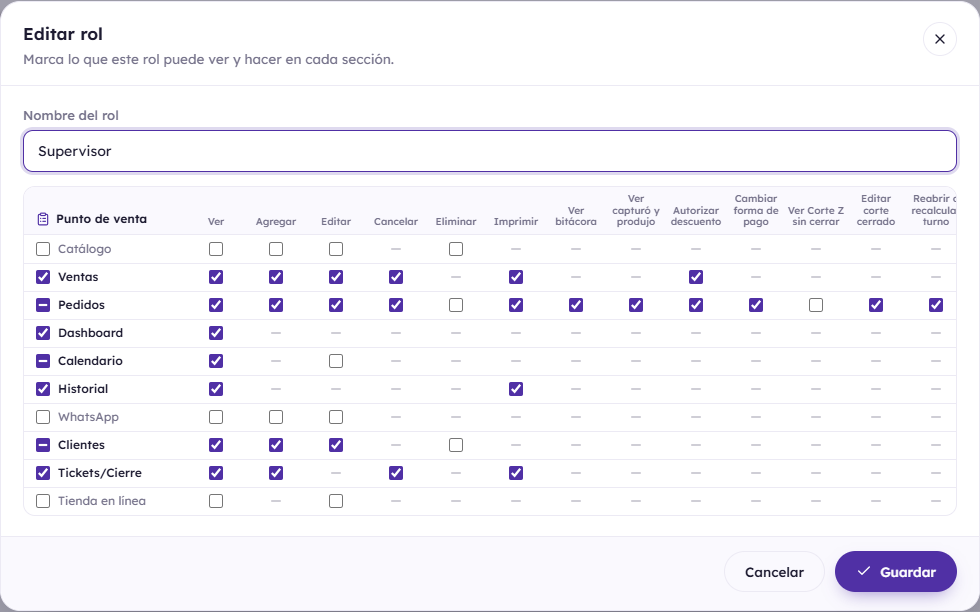 Editar rol
Marca lo que este rol puede ver y hacer en cada sección.
Nombre del rol
Supervisor
Punto de venta
Ver
Agregar
Editar
Cancelar
Eliminar
Imprimir
Ver bitácora
Ver capturó y produjo
Autorizar descuento
Cambiar forma de pago
Ver Corte Z sin cerrar
Editar corte cerrado
Reabrir
turno
Catálogo
Ventas
Pedidos
Dashboard
Calendario
Historial
WhatsApp
Clientes
Tickets/Cierre
Tienda en línea
Cancelar
Guardar